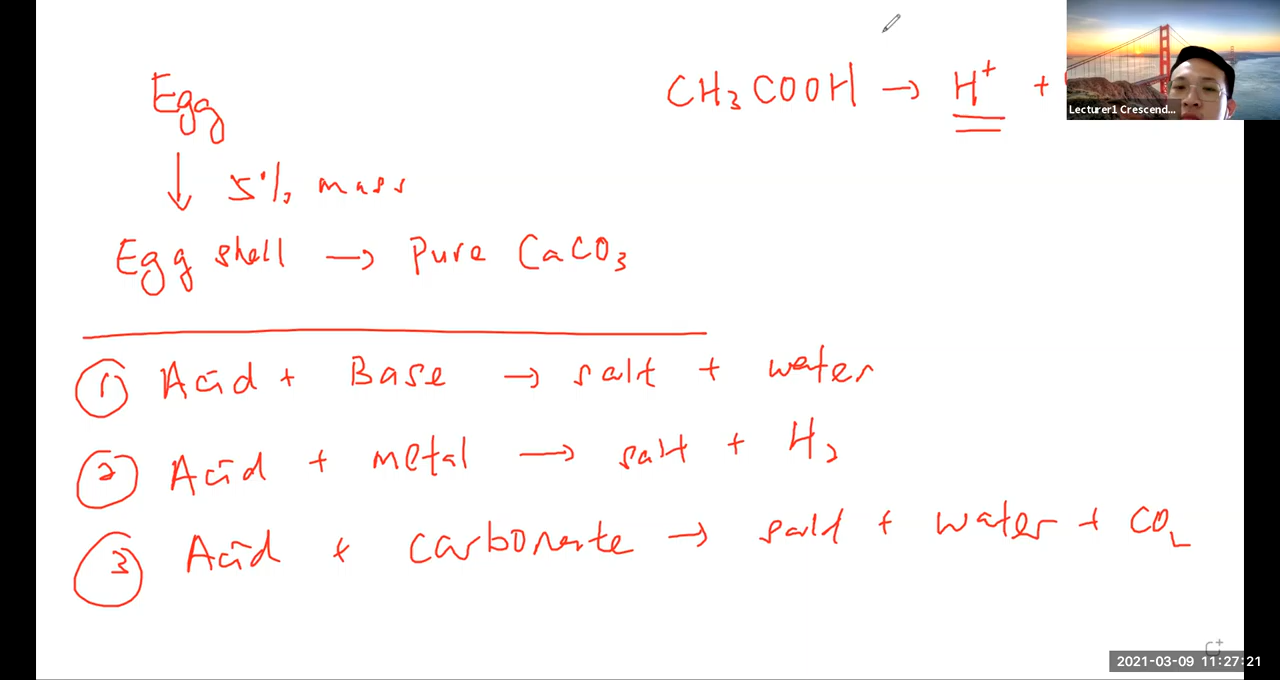 Egg
CH₃COOH → H⁺ +
↓ 5% mass
Egg shell → Pure CaCO₃
① Acid + Base → salt + water
② Acid + metal → salt + H₂
③ Acid + carbonate → salt + water + CO₂
Lecturer1 Crescend...
2021-03-09 11:27:21